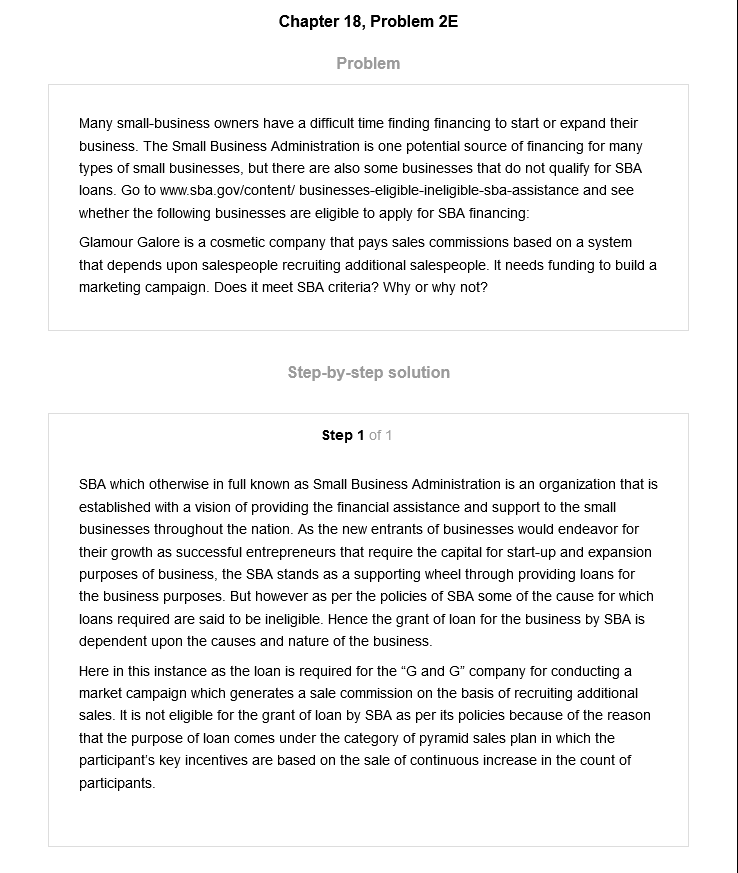 Chapter 18, Problem 2E
Problem
Many small-business owners have a difficult time finding financing to start or expand their
business. The Small Business Administration is one potential source of financing for many
types of small businesses, but there are also some businesses that do not qualify for SBA
loans. Go to www.sba.gov/content/ businesses-eligible-ineligible-sba-assistance and see
whether the following businesses are eligible to apply for SBA financing:
Glamour Galore is a cosmetic company that pays sales commissions based on a system
that depends upon salespeople recruiting additional salespeople. It needs funding to build a
marketing campaign. Does it meet SBA criteria? Why or why not?
Step-by-step solution
Step 1 of 1
SBA which otherwise in full known as Small Business Administration is an organization that is
established with a vision of providing the financial assistance and support to the small
businesses throughout the nation. As the new entrants of businesses would endeavor for
their growth as successful entrepreneurs that require the capital for start-up and expansion
purposes of business, the SBA stands as a supporting wheel through providing loans for
the business purposes. But however as per the policies of SBA some of the cause for which
loans required are said to be ineligible. Hence the grant of loan for the business by SBA is
dependent upon the causes and nature of the business.
Here in this instance as the loan is required for the “G and G” company for conducting a
market campaign which generates a sale commission on the basis of recruiting additional
sales. It is not eligible for the grant of loan by SBA as per its policies because of the reason
that the purpose of loan comes under the category of pyramid sales plan in which the
participant’s key incentives are based on the sale of continuous increase in the count of
participants.